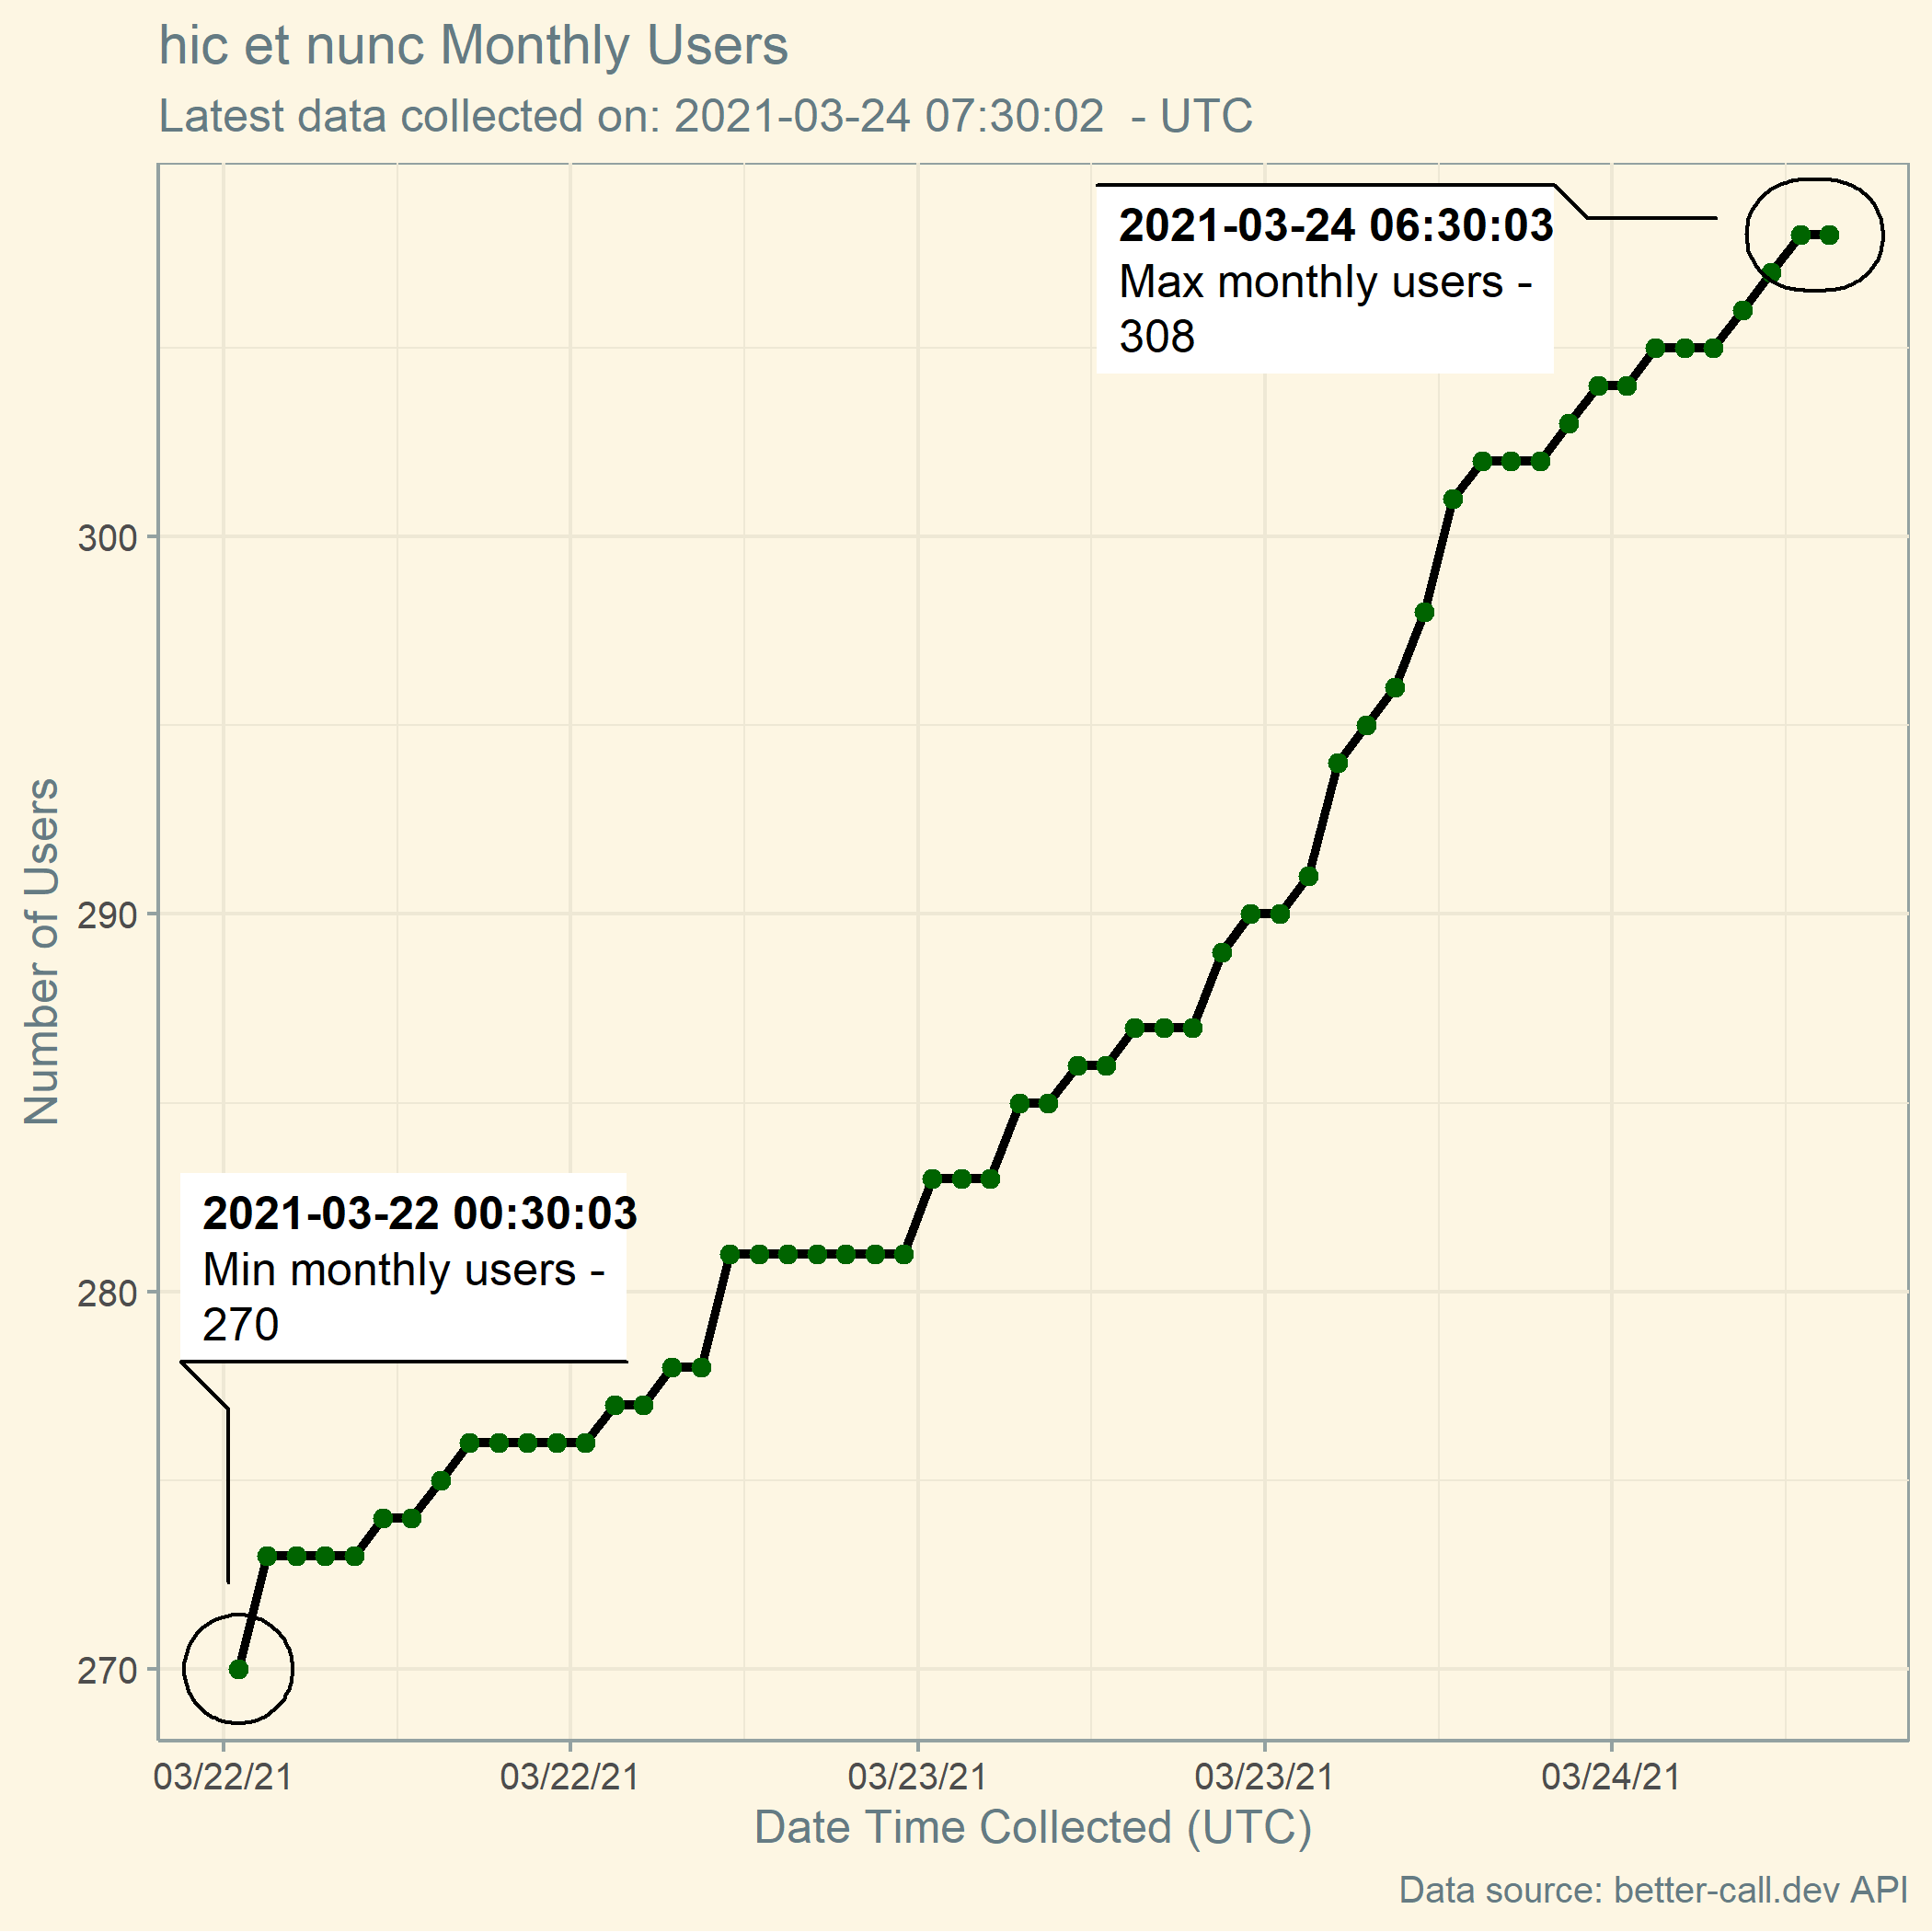 hic et nunc Monthly Users
Latest data collected on: 2021-03-24 07:30:02  - UTC
2021-03-24 06:30:03
Max monthly users -
308
300
290
Number of Users
2021-03-22 00:30:03
Min monthly users -
270
280
270
03/22/21 03/22/21 03/23/21 03/23/21 03/24/21
Date Time Collected (UTC)
Data source: better-call.dev API